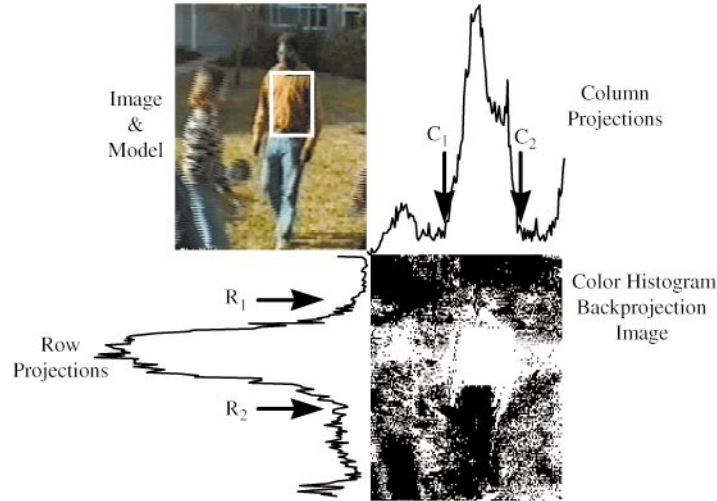 Image
&
Model
Column
Projections
C1
C2
Color Histogram
Backprojection
Image
R1
Row
Projections
R2